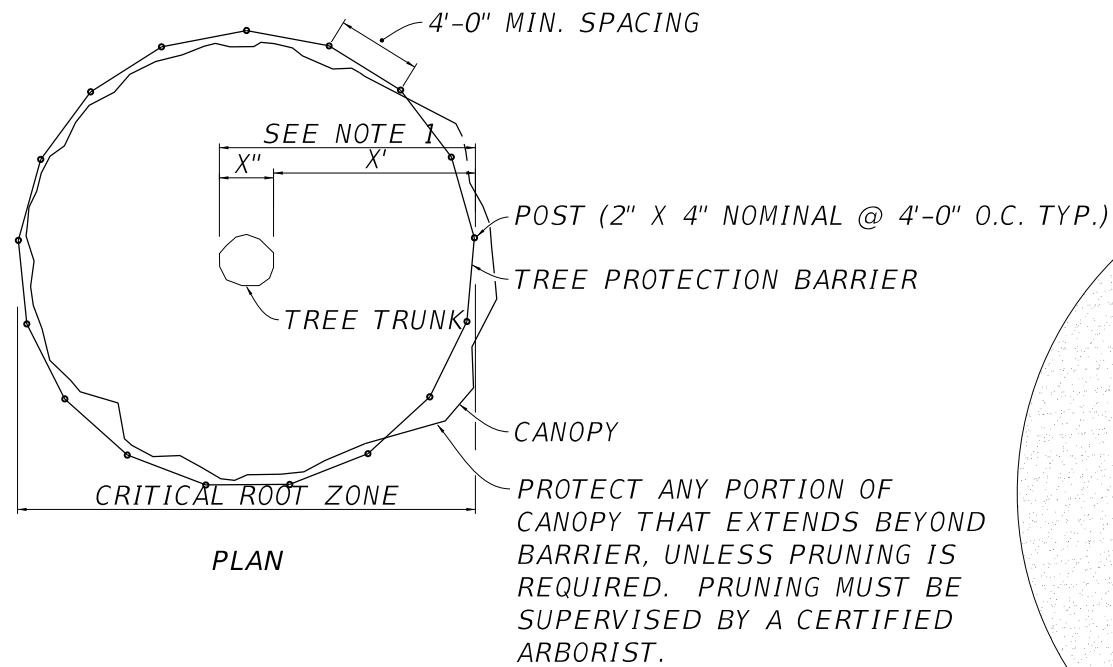 4'-0" MIN. SPACING
SEE NOTE 1
X"
X'
POST (2" X 4" NOMINAL @ 4'-0" O.C. TYP.)
TREE PROTECTION BARRIER
TREE TRUNK
CANOPY
PROTECT ANY PORTION OF
CANOPY THAT EXTENDS BEYOND
BARRIER, UNLESS PRUNING IS
REQUIRED. PRUNING MUST BE
SUPERVISED BY A CERTIFIED
ARBORIST.
CRITICAL ROOT ZONE
PLAN